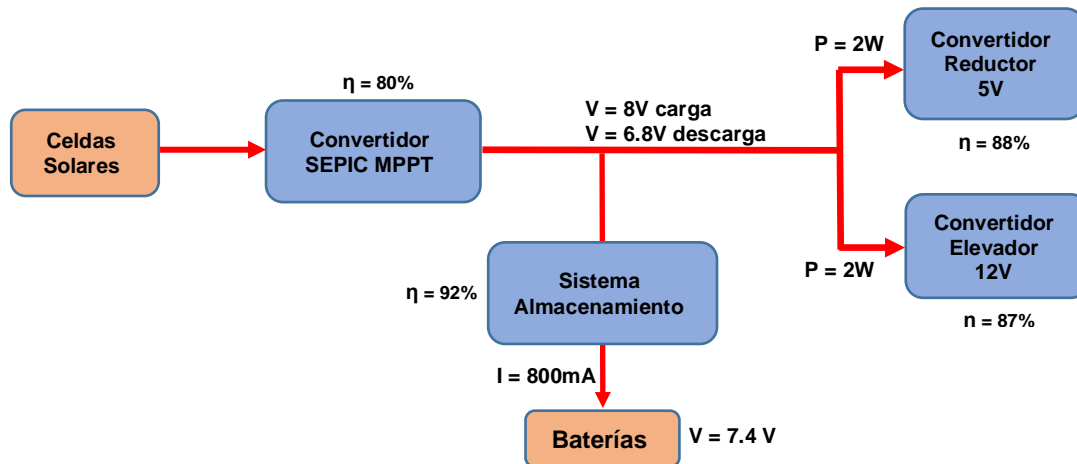 P = 2W
Convertidor
Reductor
5V
η = 80%
V = 8V carga
V = 6.8V descarga
Celdas
Solares
Convertidor
SEPIC MPPT
η = 88%
Convertidor
Elevador
12V
P = 2W
η = 92%
Sistema
Almacenamiento
n = 87%
I = 800mA
Baterías
V = 7.4 V